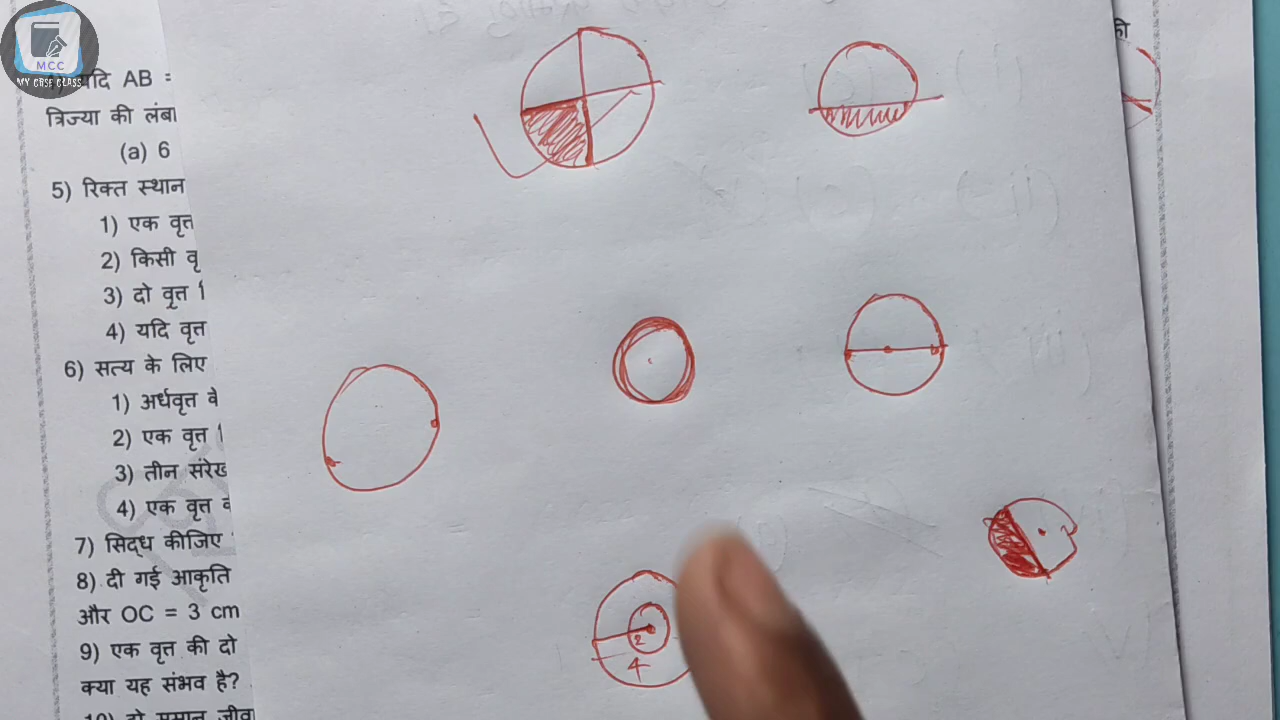 MCC
MY CBSE CLASS
यदि AB =
त्रिज्या की लंबा
(a) 6
5) रिक्त स्थान
1) एक वृत्त
2) किसी वृ
3) दो वृत्त
4) यदि वृत्त
6) सत्य के लिए
1) अर्धवृत्त के
2) एक वृत्त
3) तीन संरेख
4) एक वृत्त क
7) सिद्ध कीजिए
8) दी गई आकृति
और OC = 3 cm
9) एक वृत्त की दो
क्या यह संभव है?
10) दो समान जीवा
की
2
4